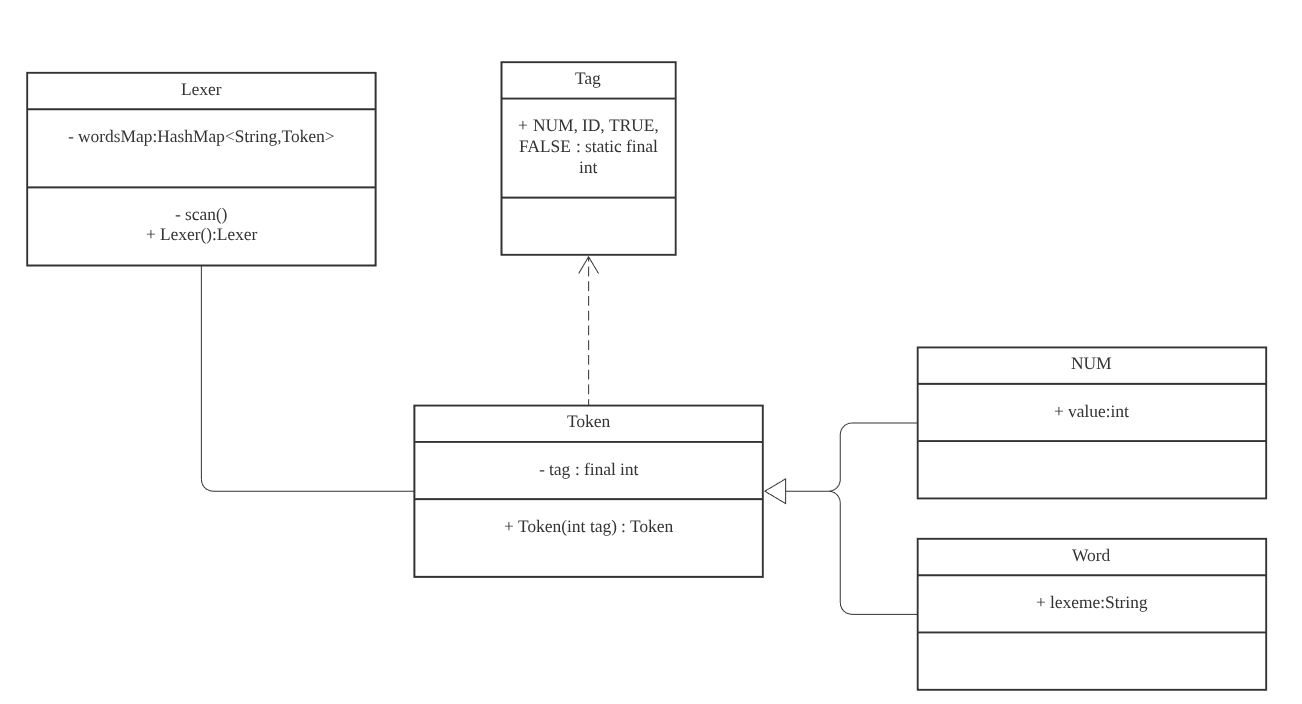 Lexer
- wordsMap:HashMap<String,Token>
- scan()
+ Lexer():Lexer
Tag
+ NUM, ID, TRUE,
FALSE : static final
int
Token
- tag : final int
+ Token(int tag) : Token
NUM
+ value:int
Word
+ lexeme:String